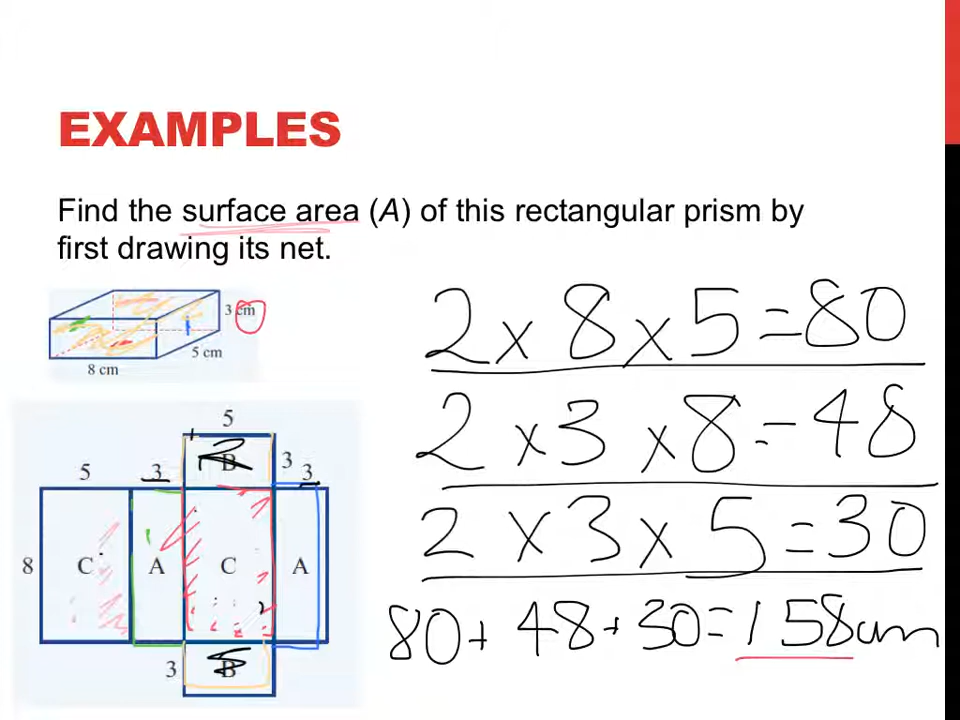 EXAMPLES
Find the surface area (A) of this rectangular prism by
first drawing its net.
3 cm
5 cm
8 cm
5
B
3
5
3
3
8
C
A
C
A
3
B
2 x 8 x 5 = 80
2 x 3 x 8 = 48
2 x 3 x 5 = 30
80 + 48 + 30 = 158cm